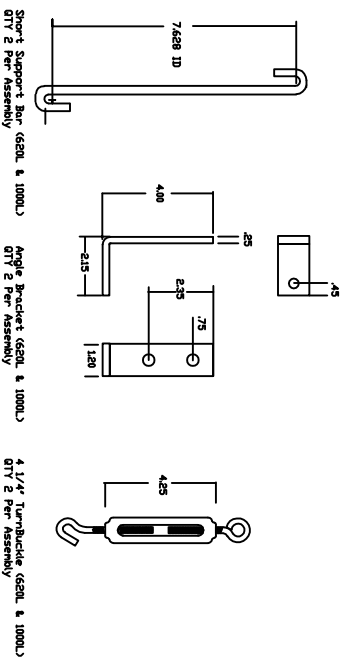 7.628 ID
Short Support Bar (620L & 1000L)
QTY 2 Per Assembly
4.00
.25
.45
2.15
2.35
.75
1.20
Angle Bracket (620L & 1000L)
QTY 2 Per Assembly
4.25
4 1/4" TurnBuckle (620L & 1000L)
QTY 2 Per Assembly